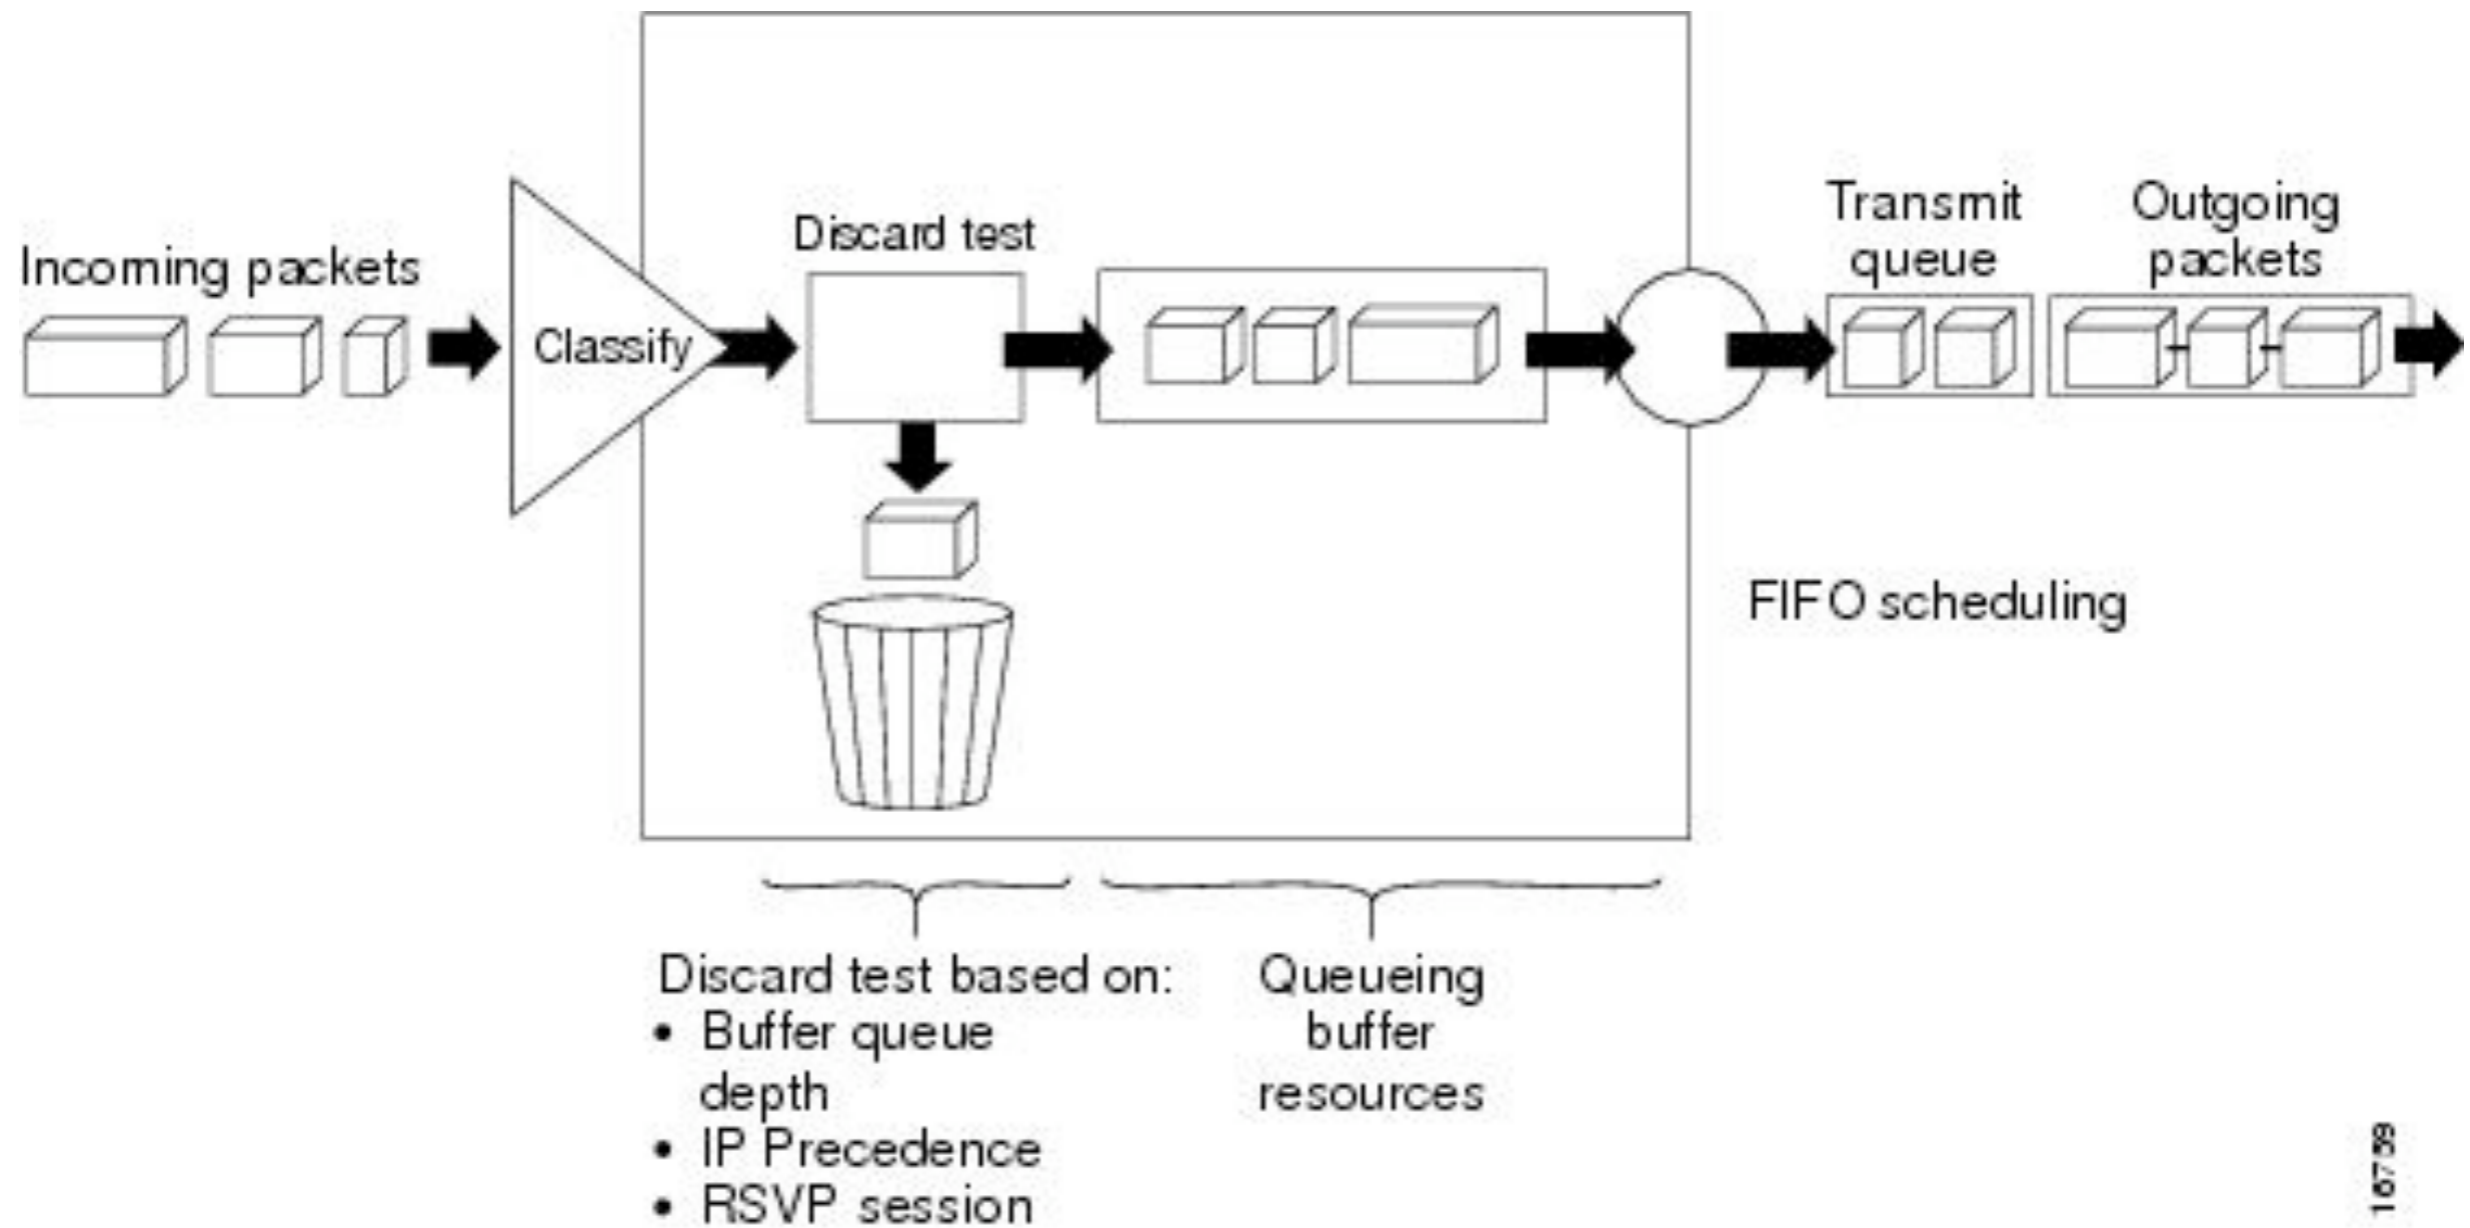 Incoming packets
Classify
Discard test
Transmit
queue
Outgoing
packets
FIFO scheduling
Discard test based on:
• Buffer queue
depth
• IP Precedence
• RSVP session
Queueing
buffer
resources
16759